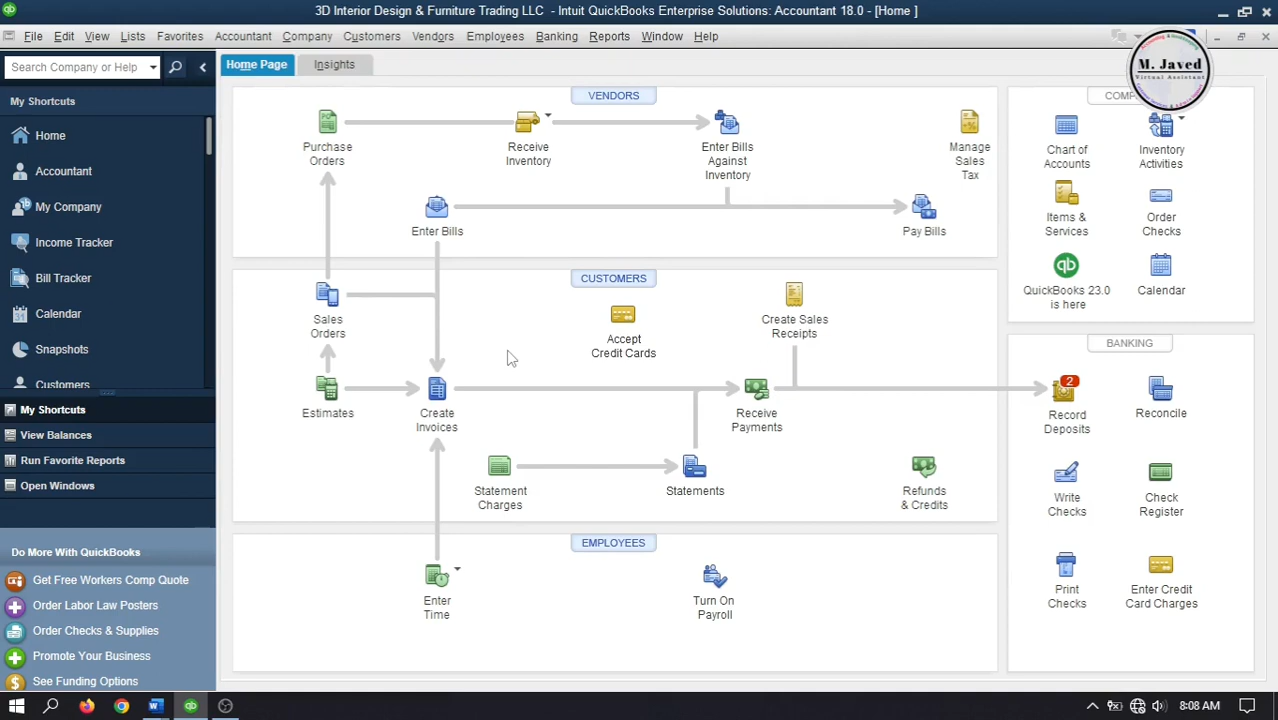 3D Interior Design & Furniture Trading LLC - Intuit QuickBooks Enterprise Solutions: Accountant 18.0 - [Home ]
File Edit View Lists Favorites Accountant Company Customers Vendors Employees Banking Reports Window Help
Search Company or Help
Home Page Insights
M. Javed
Virtual Assistant
My Shortcuts
Home
Accountant
My Company
Income Tracker
Bill Tracker
Calendar
Snapshots
Customers
My Shortcuts
View Balances
Run Favorite Reports
Open Windows
Do More With QuickBooks
Get Free Workers Comp Quote
Order Labor Law Posters
Order Checks & Supplies
Promote Your Business
See Funding Options
VENDORS
Purchase
Orders
Receive
Inventory
Enter Bills
Against
Inventory
Manage
Sales
Tax
Enter Bills
Pay Bills
CUSTOMERS
Sales
Orders
Accept
Credit Cards
Create Sales
Receipts
Estimates
Create
Invoices
Receive
Payments
Statement
Charges
Statements
Refunds
& Credits
EMPLOYEES
Enter
Time
Turn On
Payroll
COMP
Chart of
Accounts
Inventory
Activities
Items &
Services
Order
Checks
qb
QuickBooks 23.0
is here
Calendar
BANKING
2
Record
Deposits
Reconcile
Write
Checks
Check
Register
Print
Checks
Enter Credit
Card Charges
8:08 AM